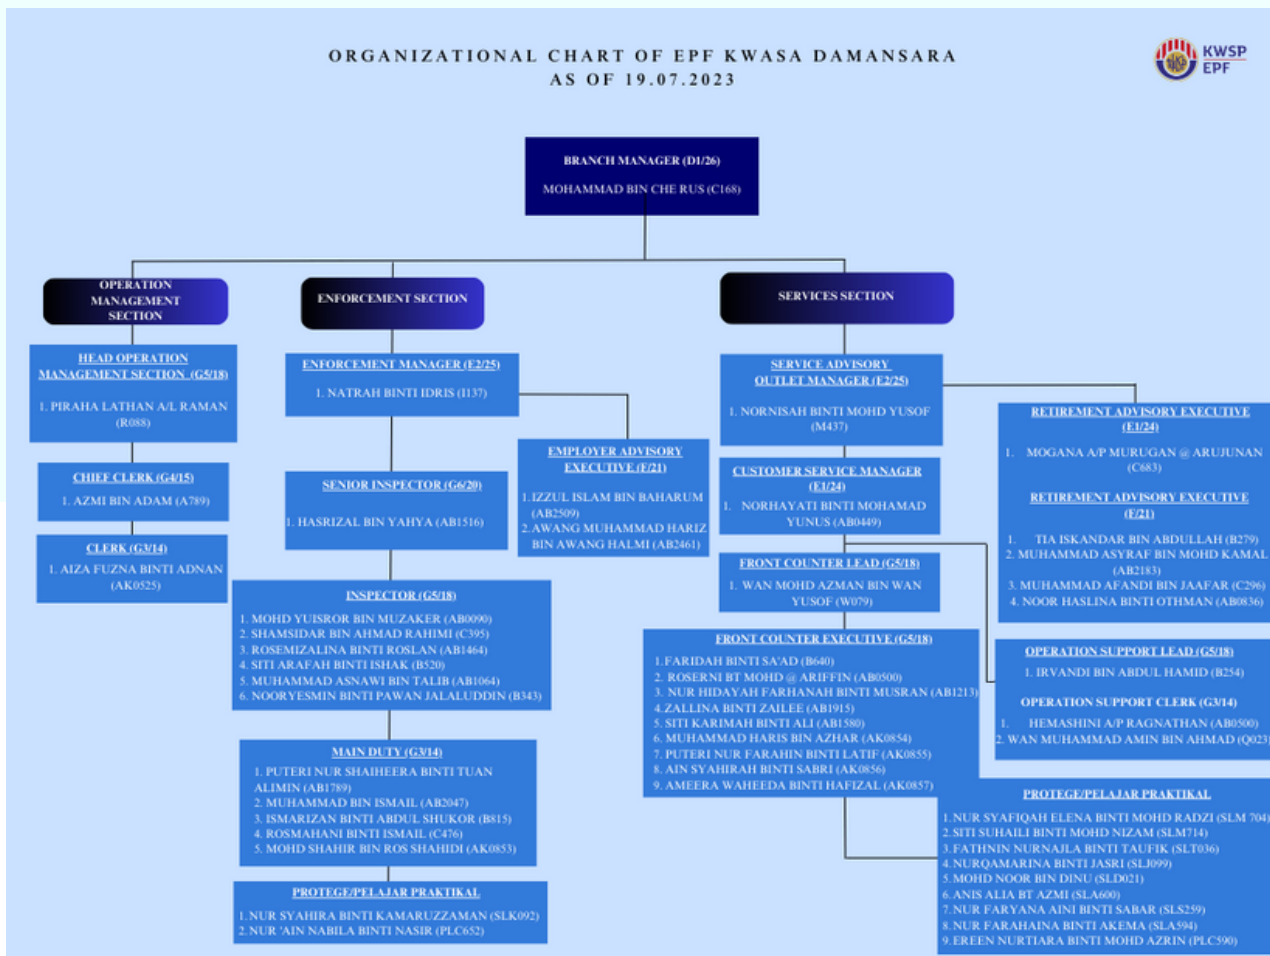 ORGANIZATIONAL CHART OF EPF KWASA DAMANSARA
AS OF 19.07.2023
KWSP
EPF
BRANCH MANAGER (D1/26)
MOHAMMAD BIN CHE RUS (C168)
OPERATION
MANAGEMENT
SECTION
HEAD OPERATION
MANAGEMENT SECTION (G5/18)
1. PIRAHA LATHAN A/L RAMAN
(R088)
CHIEF CLERK (G4/15)
1. AZMI BIN ADAM (A789)
CLERK (G3/14)
1. AIZA FUZNA BINTI ADNAN
(AK0525)
ENFORCEMENT SECTION
ENFORCEMENT MANAGER (E2/25)
1. NATRAH BINTI IDRIS (I137)
EMPLOYER ADVISORY
EXECUTIVE (F/21)
1. IZZUL ISLAM BIN BAHARUM
(AB2509)
2. AWANG MUHAMMAD HARIZ
BIN AWANG HALMI (AB2461)
SENIOR INSPECTOR (G6/20)
1. HASRIZAL BIN YAHYA (AB1516)
INSPECTOR (G5/18)
1. MOHD YUISROR BIN MUZAKER (AB0090)
2. SHAMSIDAR BIN AHMAD RAHIMI (C395)
3. ROSEMIZALINA BINTI ROSLAN (AB1464)
4. SITI ARAFAH BINTI ISHAK (B520)
5. MUHAMMAD ASNAWI BIN TALIB (AB1064)
6. NOORYESMIN BINTI PAWAN JALALUDDIN (B343)
MAIN DUTY (G3/14)
1. PUTERI NUR SHAIHEERA BINTI TUAN
ALIMIN (AB1789)
2. MUHAMMAD BIN ISMAIL (AB2047)
3. ISMARIZAN BINTI ABDUL SHUKOR (B815)
4. ROSMAHANI BINTI ISMAIL (C476)
5. MOHD SHAHIR BIN ROS SHAHIDI (AK0853)
PROTEGE/PELAJAR PRAKTIKAL
1. NUR SYAHIRA BINTI KAMARUZZAMAN (SLK092)
2. NUR 'AIN NABILA BINTI NASIR (PLC652)
SERVICES SECTION
SERVICE ADVISORY
OUTLET MANAGER (E2/25)
1. NORNISAH BINTI MOHD YUSOF
(M437)
CUSTOMER SERVICE MANAGER
(E1/24)
1. NORHAYATI BINTI MOHAMAD
YUNUS (AB0449)
FRONT COUNTER LEAD (G5/18)
1. WAN MOHD AZMAN BIN WAN
YUSOF (W079)
FRONT COUNTER EXECUTIVE (G5/18)
1. FARIDAH BINTI SA'AD (B640)
2. ROSERNI BT MOHD @ ARIFFIN (AB0500)
3. NUR HIDAYAH FARHANAH BINTI MUSRAN (AB1213)
4. ZALLINA BINTI ZAILEE (AB1915)
5. SITI KARIMAH BINTI ALI (AB1580)
6. MUHAMMAD HARIS BIN AZHAR (AK0854)
7. PUTERI NUR FARAHIN BINTI LATIF (AK0855)
8. AIN SYAHIRAH BINTI SABRI (AK0856)
9. AMEERA WAHEEDA BINTI HAFIZAL (AK0857)
RETIREMENT ADVISORY EXECUTIVE
(E1/24)
1. MOGANA A/P MURUGAN @ ARUJUNAN
(C683)
RETIREMENT ADVISORY EXECUTIVE
(F/21)
1. TIA ISKANDAR BIN ABDULLAH (B279)
2. MUHAMMAD ASYRAF BIN MOHD KAMAL
(AB2183)
3. MUHAMMAD AFANDI BIN JAAFAR (C296)
4. NOOR HASLINA BINTI OTHMAN (AB0836)
OPERATION SUPPORT LEAD (G5/18)
1. IRVANDI BIN ABDUL HAMID (B254)
OPERATION SUPPORT CLERK (G3/14)
1. HEMASHINI A/P RAGNATHAN (AB0500)
2. WAN MUHAMMAD AMIN BIN AHMAD (Q023)
PROTEGE/PELAJAR PRAKTIKAL
1. NUR SYAFIQAH ELENA BINTI MOHD RADZI (SLM 704)
2. SITI SUHAILI BINTI MOHD NIZAM (SLM714)
3. FATHNIN NURNAJLA BINTI TAUFIK (SLT036)
4. NURQAMARINA BINTI JASRI (SLJ099)
5. MOHD NOOR BIN DINU (SLD021)
6. ANIS ALIA BT AZMI (SLA600)
7. NUR FARYANA AINI BINTI SABAR (SLS259)
8. NUR FARAHAINA BINTI AKEMA (SLA594)
9. EREEN NURTIARA BINTI MOHD AZRIN (PLC590)